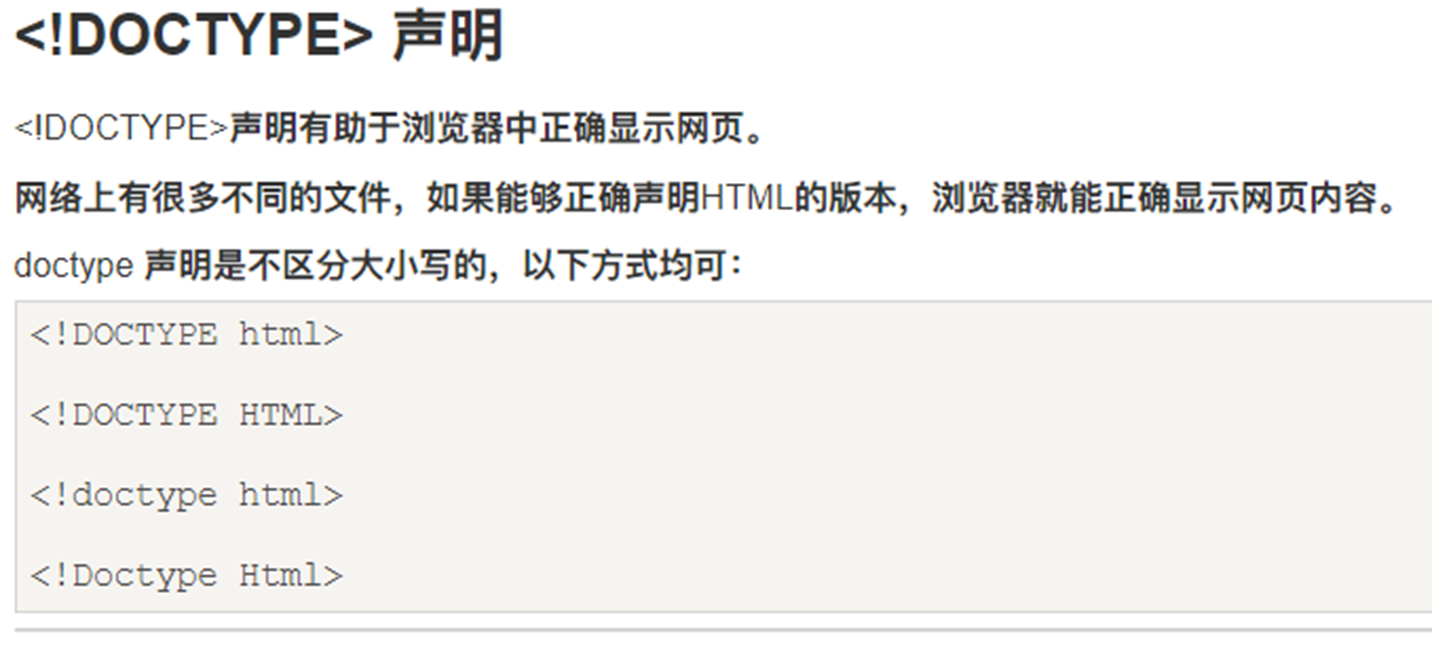 <!DOCTYPE> 声明
<!DOCTYPE>声明有助于浏览器中正确显示网页。
网络上有很多不同的文件，如果能够正确声明HTML的版本，浏览器就能正确显示网页内容。
doctype 声明是不区分大小写的，以下方式均可：
<!DOCTYPE html>
<!DOCTYPE HTML>
<!doctype html>
<!Doctype Html>